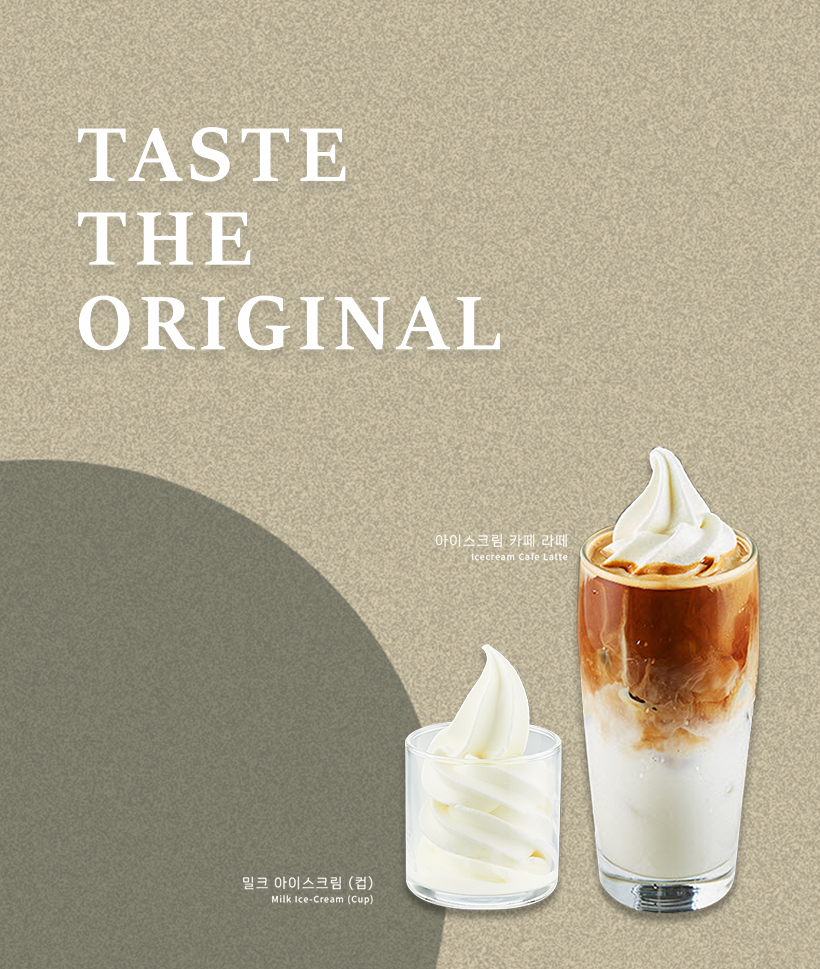 TASTE
THE
ORIGINAL
아이스크림 카페 라떼
Icecream Cafe Latte
밀크 아이스크림 (컵)
Milk Ice-Cream (Cup)